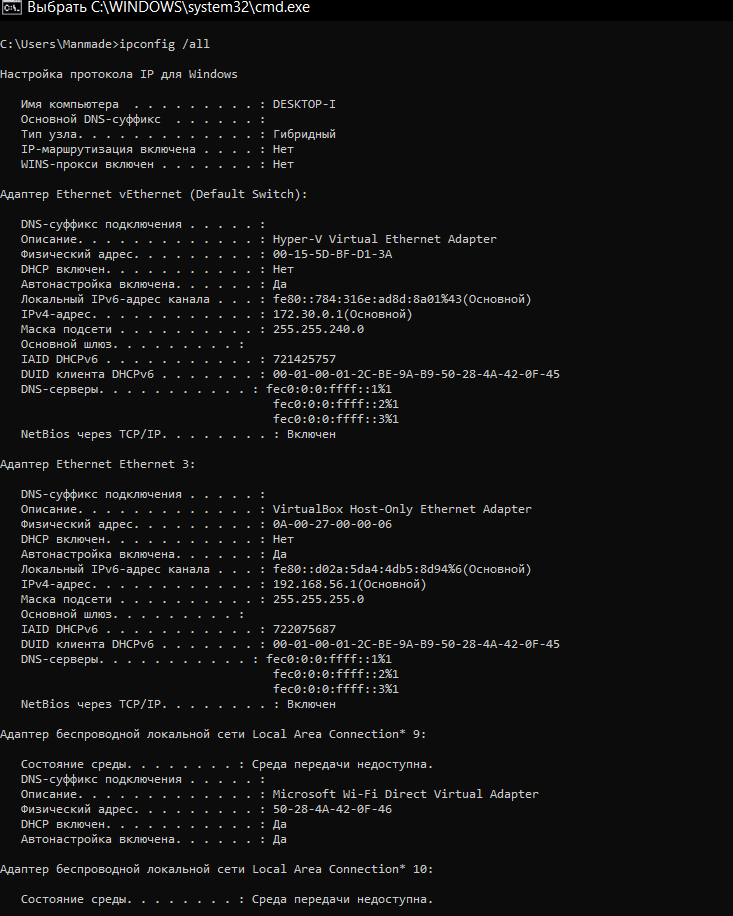 Выбрать C:\WINDOWS\system32\cmd.exe
C:\Users\Manmade>ipconfig /all
Настройка протокола IP для Windows
Имя компьютера  . . . . . . . . . : DESKTOP-I
Основной DNS-суффикс  . . . . . . :
Тип узла. . . . . . . . . . . . . : Гибридный
IP-маршрутизация включена . . . . : Нет
WINS-прокси включен . . . . . . . : Нет
Адаптер Ethernet vEthernet (Default Switch):
DNS-суффикс подключения . . . . . :
Описание. . . . . . . . . . . . . : Hyper-V Virtual Ethernet Adapter
Физический адрес. . . . . . . . . : 00-15-5D-BF-D1-3A
DHCP включен. . . . . . . . . . . : Нет
Автонастройка включена. . . . . . : Да
Локальный IPv6-адрес канала . . . : fe80::784:316e:ad8d:8a01%43(Основной)
IPv4-адрес. . . . . . . . . . . . : 172.30.0.1(Основной)
Маска подсети . . . . . . . . . . : 255.255.240.0
Основной шлюз. . . . . . . . . :
IAID DHCPv6 . . . . . . . . . . . : 721425757
DUID клиента DHCPv6 . . . . . . . : 00-01-00-01-2C-BE-9A-B9-50-28-4A-42-0F-45
DNS-серверы. . . . . . . . . . . : fec0:0:0:ffff::1%1
fec0:0:0:ffff::2%1
fec0:0:0:ffff::3%1
NetBios через TCP/IP. . . . . . . . : Включен
Адаптер Ethernet Ethernet 3:
DNS-суффикс подключения . . . . . :
Описание. . . . . . . . . . . . . : VirtualBox Host-Only Ethernet Adapter
Физический адрес. . . . . . . . . : 0A-00-27-00-00-06
DHCP включен. . . . . . . . . . . : Нет
Автонастройка включена. . . . . . : Да
Локальный IPv6-адрес канала . . . : fe80::d02a:5da4:4db5:8d94%6(Основной)
IPv4-адрес. . . . . . . . . . . . : 192.168.56.1(Основной)
Маска подсети . . . . . . . . . . : 255.255.255.0
Основной шлюз. . . . . . . . . :
IAID DHCPv6 . . . . . . . . . . . : 722075687
DUID клиента DHCPv6 . . . . . . . : 00-01-00-01-2C-BE-9A-B9-50-28-4A-42-0F-45
DNS-серверы. . . . . . . . . . . : fec0:0:0:ffff::1%1
fec0:0:0:ffff::2%1
fec0:0:0:ffff::3%1
NetBios через TCP/IP. . . . . . . . : Включен
Адаптер беспроводной локальной сети Local Area Connection* 9:
Состояние среды. . . . . . . . : Среда передачи недоступна.
DNS-суффикс подключения . . . . . :
Описание. . . . . . . . . . . . . : Microsoft Wi-Fi Direct Virtual Adapter
Физический адрес. . . . . . . . . : 50-28-4A-42-0F-46
DHCP включен. . . . . . . . . . . : Да
Автонастройка включена. . . . . . : Да
Адаптер беспроводной локальной сети Local Area Connection* 10:
Состояние среды. . . . . . . . : Среда передачи недоступна.